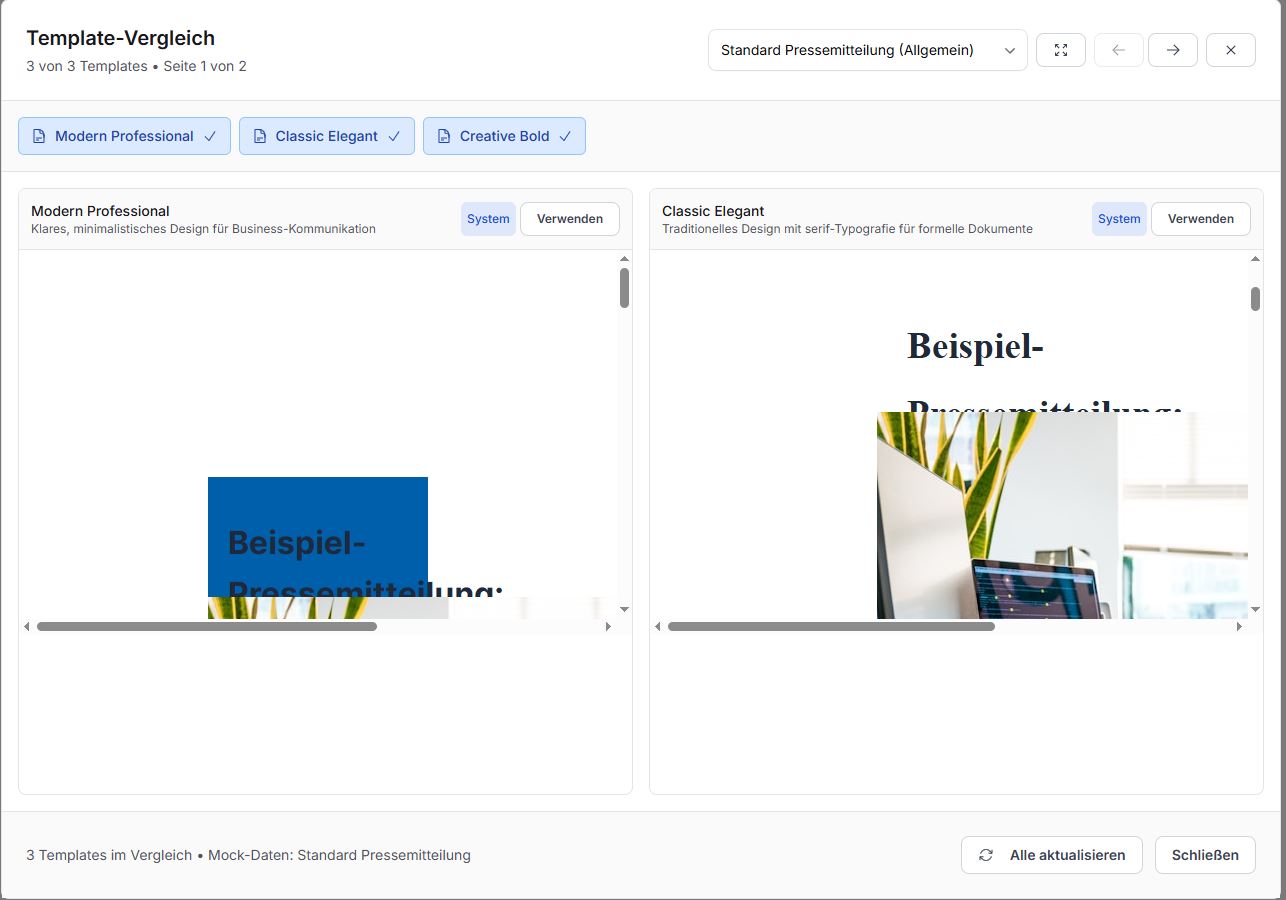 Template-Vergleich
3 von 3 Templates • Seite 1 von 2
Standard Pressemitteilung (Allgemein)
Modern Professional
Classic Elegant
Creative Bold
Modern Professional
Klares, minimalistisches Design für Business-Kommunikation
System
Verwenden
Beispiel-
Pressemitteilung:
Classic Elegant
Traditionelles Design mit serif-Typografie für formelle Dokumente
System
Verwenden
Beispiel-
Pressemitteilung:
3 Templates im Vergleich • Mock-Daten: Standard Pressemitteilung
Alle aktualisieren
Schließen